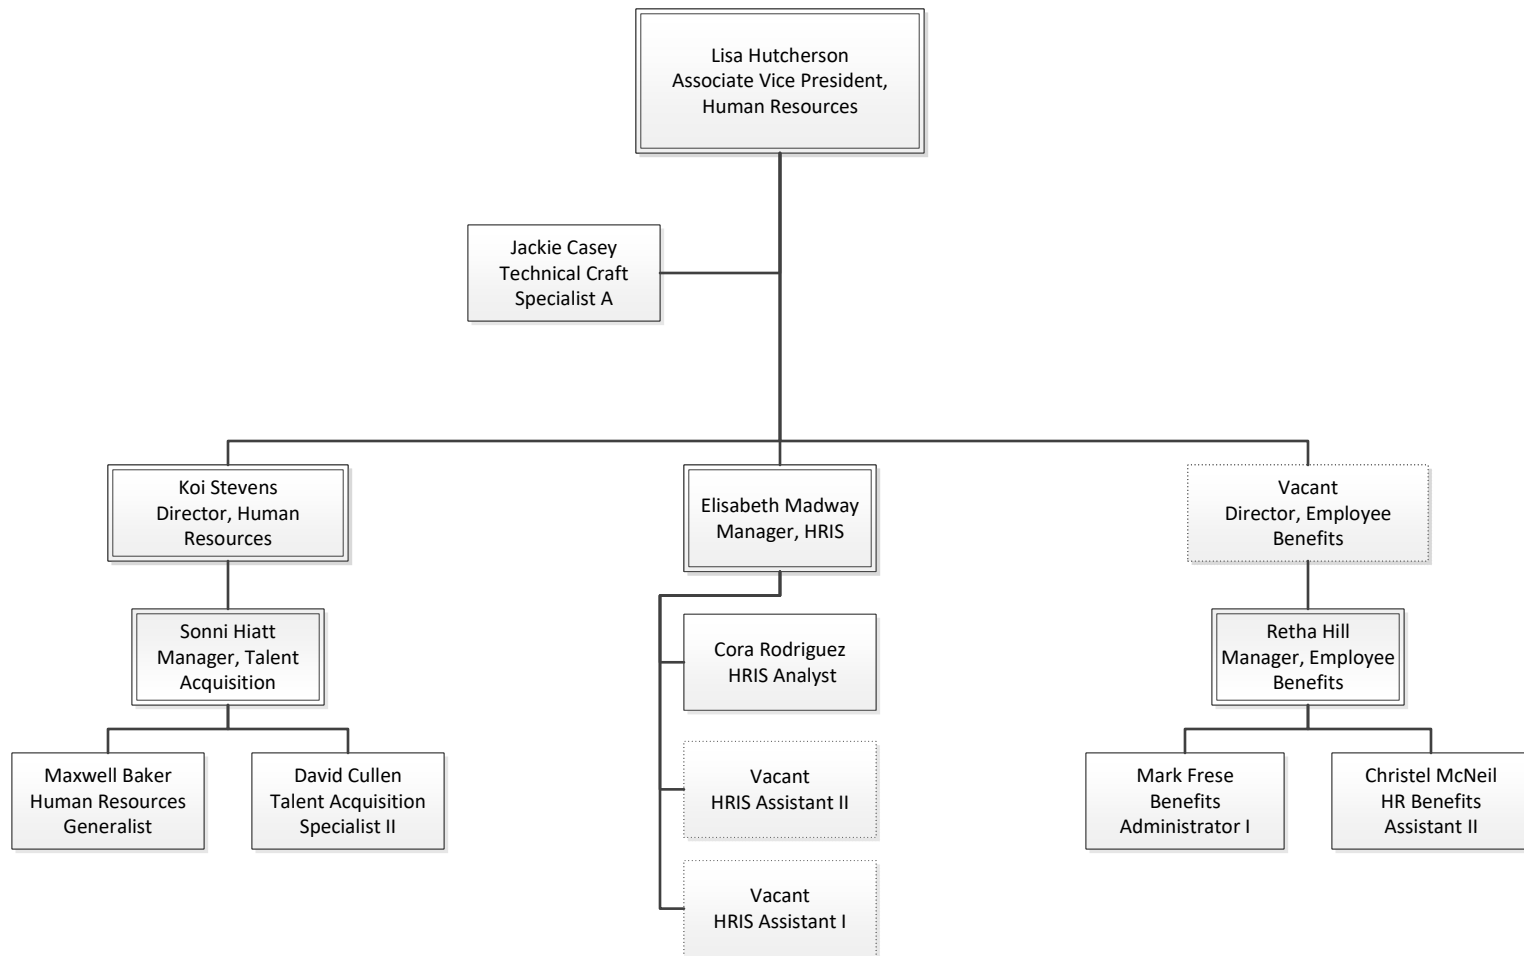 Lisa Hutcherson
Associate Vice President,
Human Resources
Jackie Casey
Technical Craft
Specialist A
Koi Stevens
Director, Human
Resources
Elisabeth Madway
Manager, HRIS
Vacant
Director, Employee
Benefits
Sonni Hiatt
Manager, Talent
Acquisition
Cora Rodriguez
HRIS Analyst
Retha Hill
Manager, Employee
Benefits
Maxwell Baker
Human Resources
Generalist
David Cullen
Talent Acquisition
Specialist II
Vacant
HRIS Assistant II
Mark Frese
Benefits
Administrator I
Christel McNeil
HR Benefits
Assistant II
Vacant
HRIS Assistant I